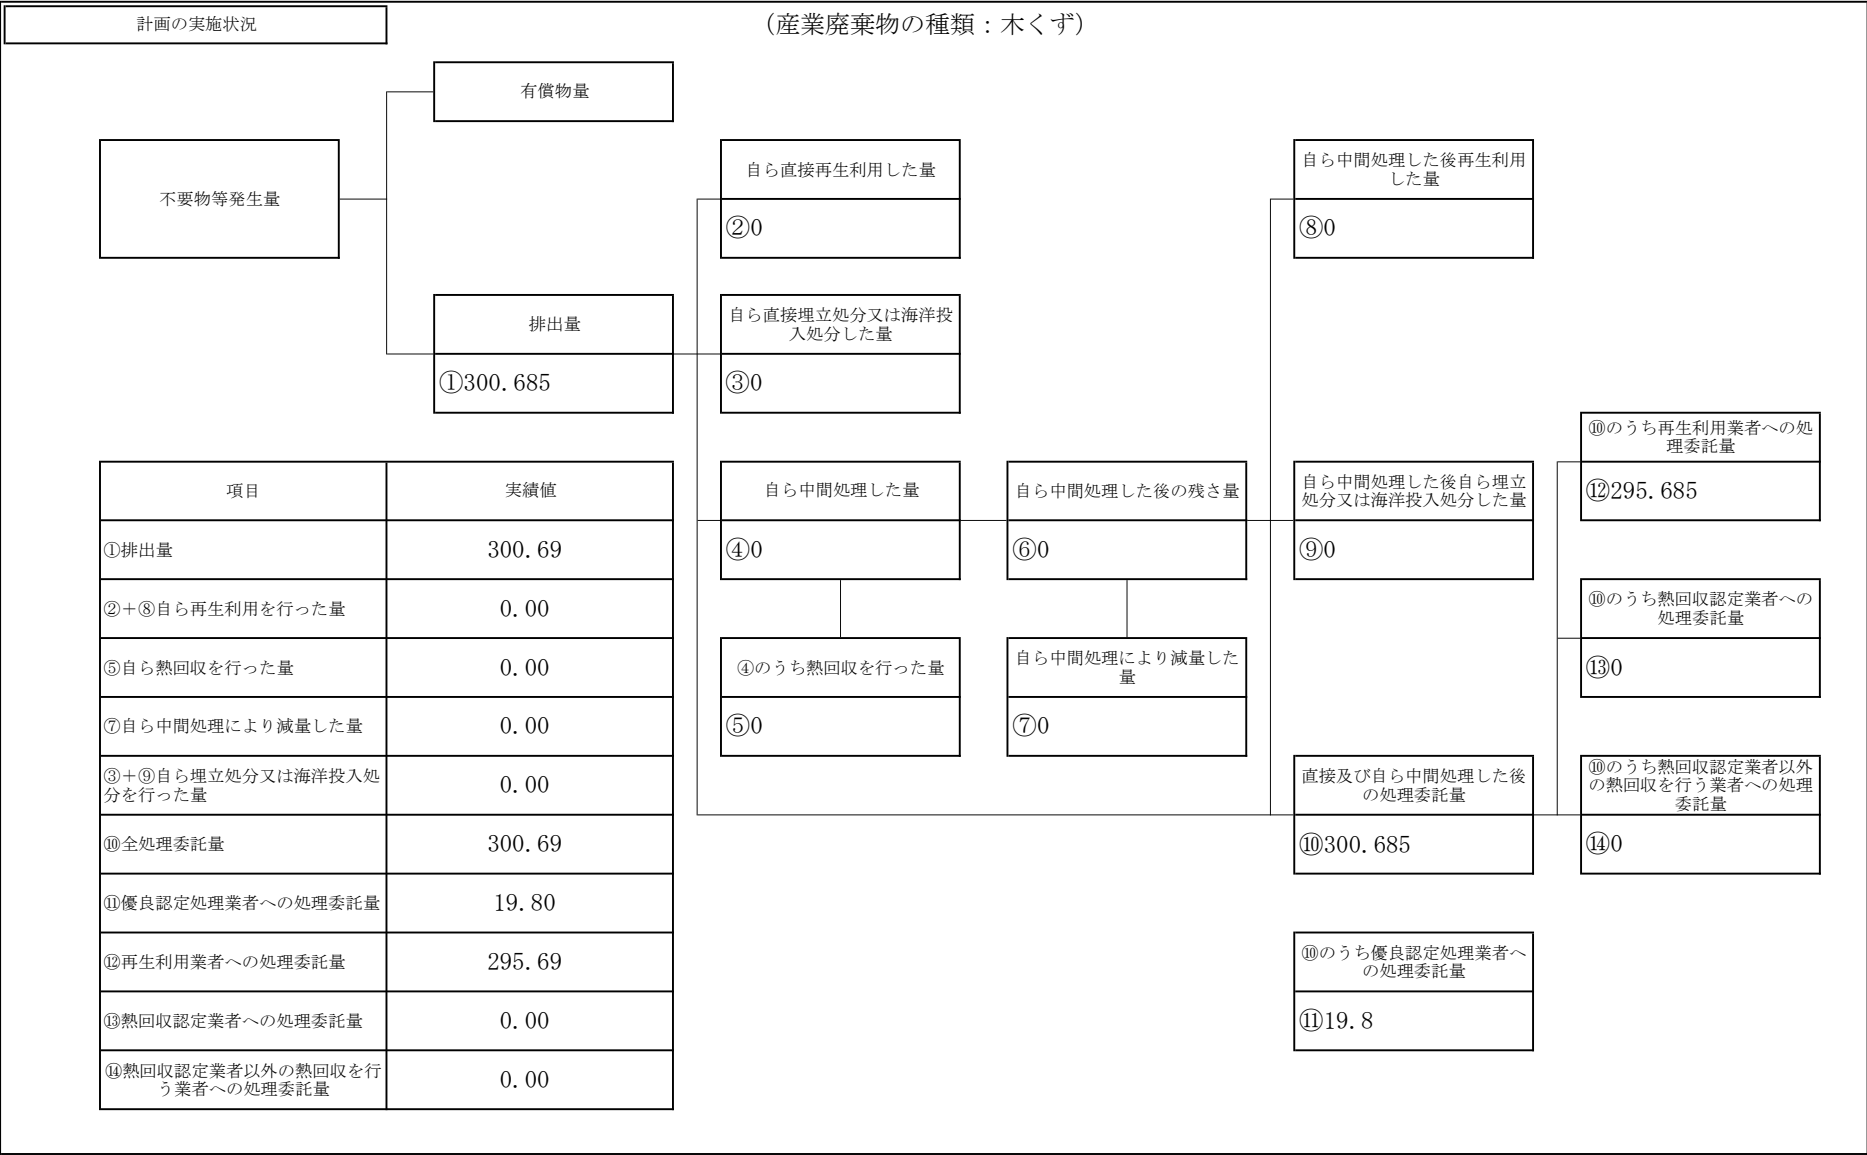 計画の実施状況
（産業廃棄物の種類：木くず）
有償物量
不要物等発生量
自ら直接再生利用した量
②0
自ら中間処理した後再生利用
した量
⑧0
排出量
①300.685
自ら直接埋立処分又は海洋投
入処分した量
③0
⑩のうち再生利用業者への処
理委託量
⑫295.685
自ら中間処理した量
④0
自ら中間処理した後の残さ量
⑥0
自ら中間処理した後自ら埋立
処分又は海洋投入処分した量
⑨0
⑩のうち熱回収認定業者への
処理委託量
⑬0
④のうち熱回収を行った量
⑤0
自ら中間処理により減量した
量
⑦0
直接及び自ら中間処理した後
の処理委託量
⑩300.685
⑩のうち熱回収認定業者以外
の熱回収を行う業者への処理
委託量
⑭0
⑩のうち優良認定処理業者へ
の処理委託量
⑪19.8
項目 実績値
①排出量 300.69
②＋⑧自ら再生利用を行った量 0.00
⑤自ら熱回収を行った量 0.00
⑦自ら中間処理により減量した量 0.00
③＋⑨自ら埋立処分又は海洋投入処
分を行った量 0.00
⑩全処理委託量 300.69
⑪優良認定処理業者への処理委託量 19.80
⑫再生利用業者への処理委託量 295.69
⑬熱回収認定業者への処理委託量 0.00
⑭熱回収認定業者以外の熱回収を行
う業者への処理委託量 0.00